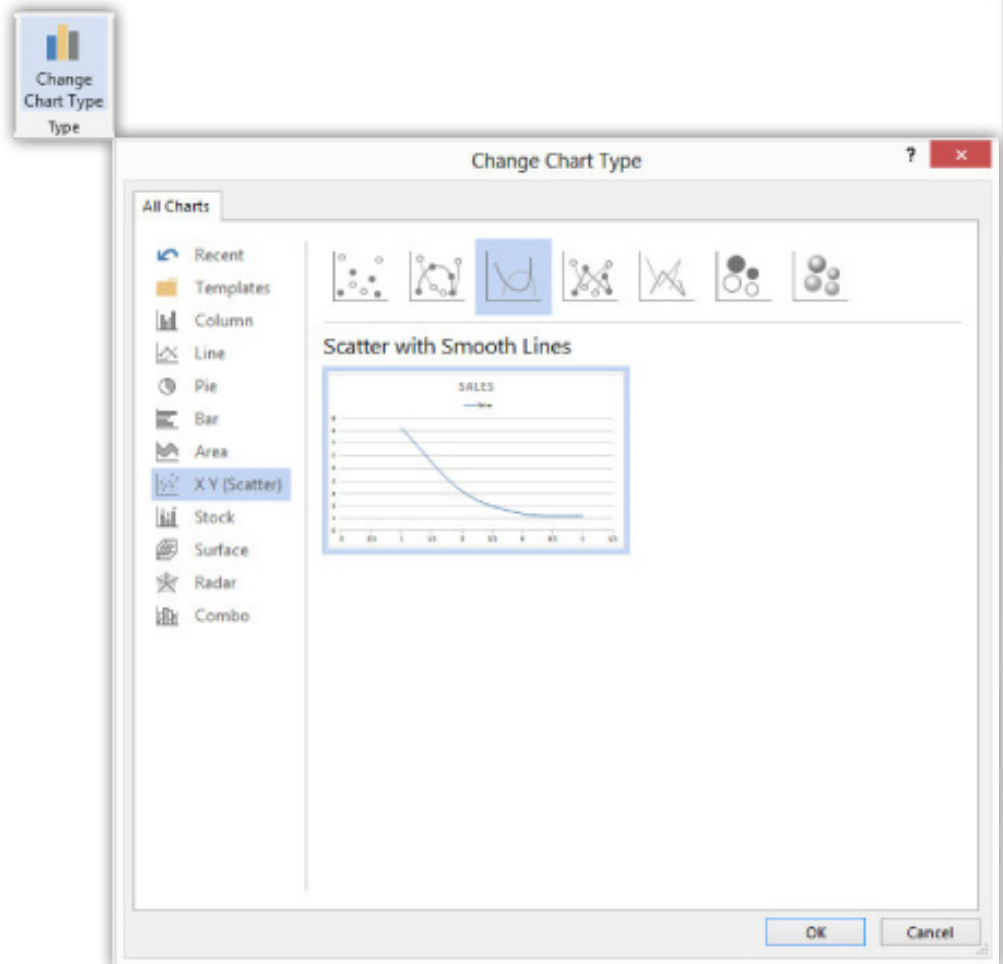 Change
Chart Type
Type
Change Chart Type
?
All Charts
Recent
Templates
Column
Line
Pie
Bar
Area
X Y (Scatter)
Stock
Surface
Radar
Combo
Scatter with Smooth Lines
SALES
OK
Cancel